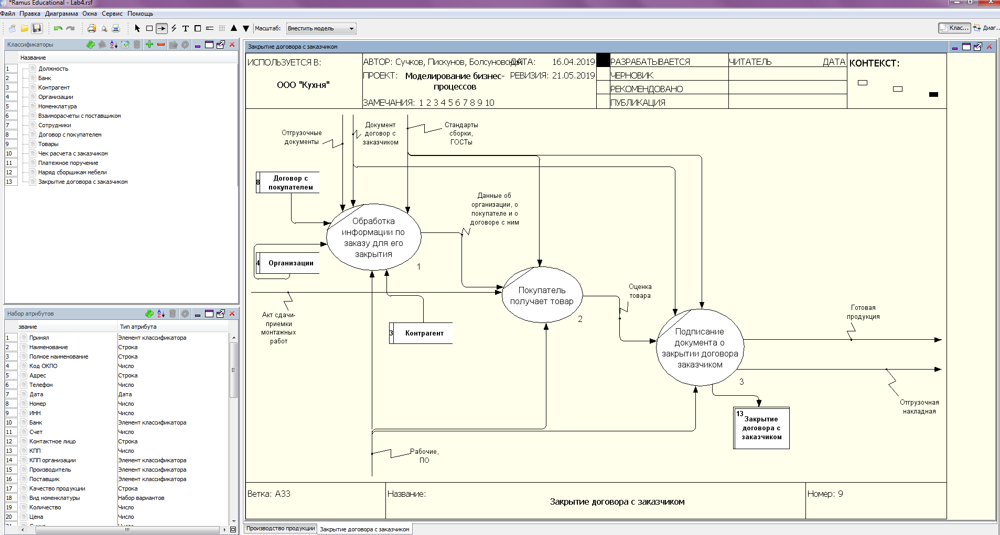 *Ramus Educational - Lab4.rsf
Файл Правка Диаграмма Окна Сервис Помощь
Масштаб: Вместить модель
Клас... Диаг...
Классификаторы
Название
1 Должность
2 Банк
3 Контрагент
4 Организации
5 Номенклатура
6 Взаиморасчеты с поставщиком
7 Сотрудники
8 Договор с покупателем
9 Товары
10 Чек расчета с заказчиком
11 Платежное поручение
12 Наряд сборщикам мебели
13 Закрытие договора с заказчиком
Набор атрибутов
звание Тип атрибута
1 Принял Элемент классификатора
2 Наименование Строка
3 Полное наименование Строка
4 Код ОКПО Число
5 Адрес Строка
6 Телефон Число
7 Дата Дата
8 Номер Число
9 ИНН Число
10 Банк Элемент классификатора
11 Счет Число
12 Контактное лицо Строка
13 КПП Число
14 КПП организации Элемент классификатора
15 Производитель Элемент классификатора
16 Поставщик Элемент классификатора
17 Качество продукции Строка
18 Вид номенклатуры Набор вариантов
19 Количество Число
20 Цена Число
Закрытие договора с заказчиком
ИСПОЛЬЗУЕТСЯ В:
ООО "Кухня"
АВТОР: Сучков, Пискунов, Болсуновский
ДАТА: 16.04.2019
ПРОЕКТ: Моделирование бизнес-
процессов
РЕВИЗИЯ: 21.05.2019
ЗАМЕЧАНИЯ: 1 2 3 4 5 6 7 8 9 10
РАЗРАБАТЫВАЕТСЯ
ЧЕРНОВИК
РЕКОМЕНДОВАНО
ПУБЛИКАЦИЯ
ЧИТАТЕЛЬ ДАТА
КОНТЕКСТ:
Отгрузочные
документы
Документ
договор с
заказчиком
Стандарты
сборки,
ГОСТы
8 Договор с
покупателем
Данные об
организации, о
покупателе и о
договоре с ним
Обработка
информации по
заказу для его
закрытия
1
4 Организации
Покупатель
получает товар
2
Оценка
товара
Акт сдачи-
приемки
монтажных
работ
3 Контрагент
Готовая
продукция
Подписание
документа о
закрытии договора
заказчиком
3
Отгрузочная
накладная
13
Закрытие
договора с
заказчиком
Рабочие,
ПО
Ветка: A33
Название:
Закрытие договора с заказчиком
Номер: 9
Производство продукции Закрытие договора с заказчиком